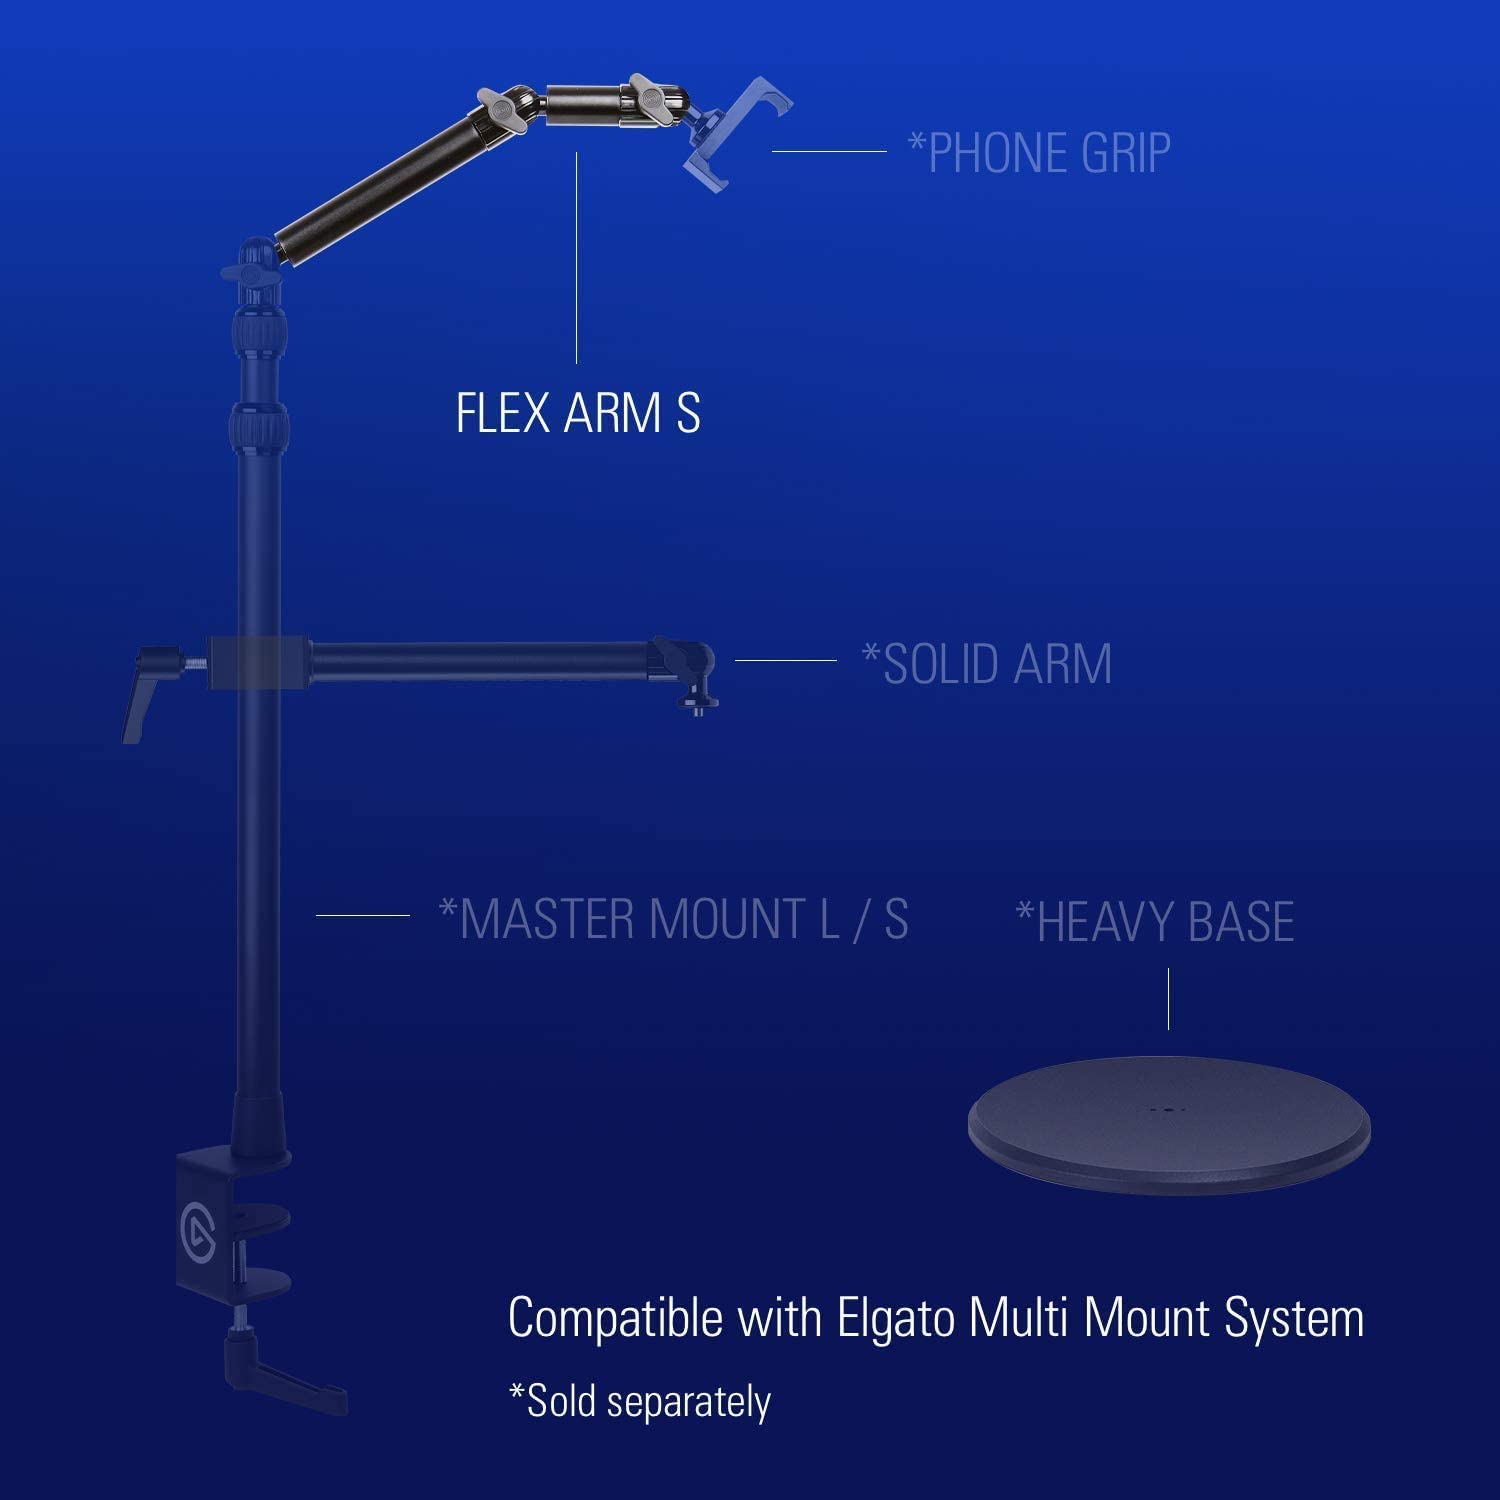 *PHONE GRIP
FLEX ARM S
*SOLID ARM
*MASTER MOUNT L / S
*HEAVY BASE
Compatible with Elgato Multi Mount System
*Sold separately